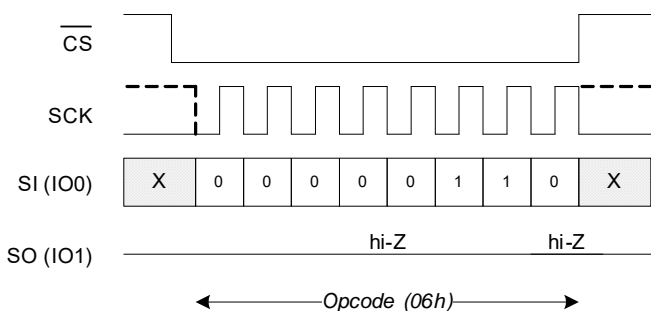 CS
SCK
SI (IO0) X 0 0 0 0 0 1 1 0 X
hi-Z hi-Z
SO (IO1)
Opcode (06h)